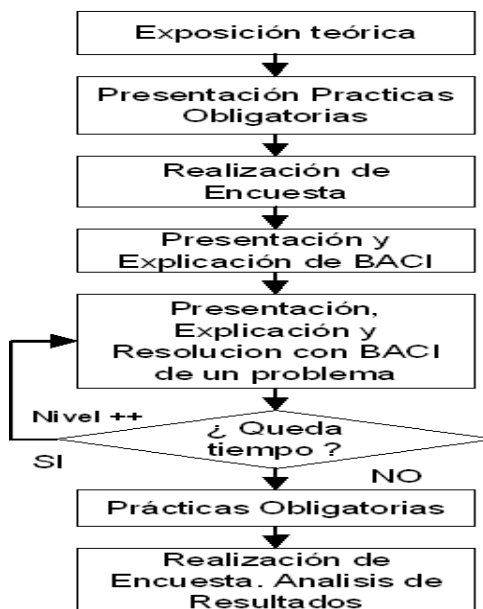 Exposición teórica
Presentación Practicas
Obligatorias
Realización de
Encuesta
Presentación y
Explicación de BACI
Presentación,
Explicación y
Resolucion con BACI
de un problema
Nivel ++
¿ Queda
tiempo ?
SI
NO
Prácticas Obligatorias
Realización de
Encuesta. Analisis de
Resultados